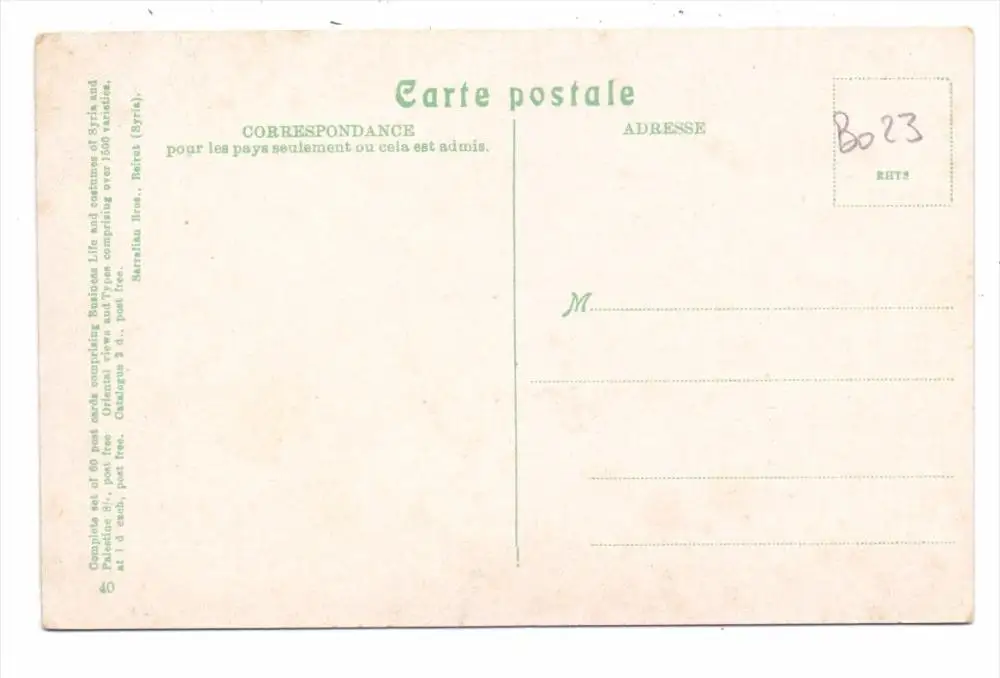 Carte postale
CORRESPONDANCE
pour les pays seulement ou cela est admis.
ADRESSE
Bo23
RHTS
M
Complete set of 60 post cards comprising Business Life and costumes of Syria and
Palestine 8/-, post free Oriental views and Types comprising over 1500 varieties,
at 1 d each, post free. Catalogue 2 d., post free.
Sarrafian Bros., Beirut (Syria).
40